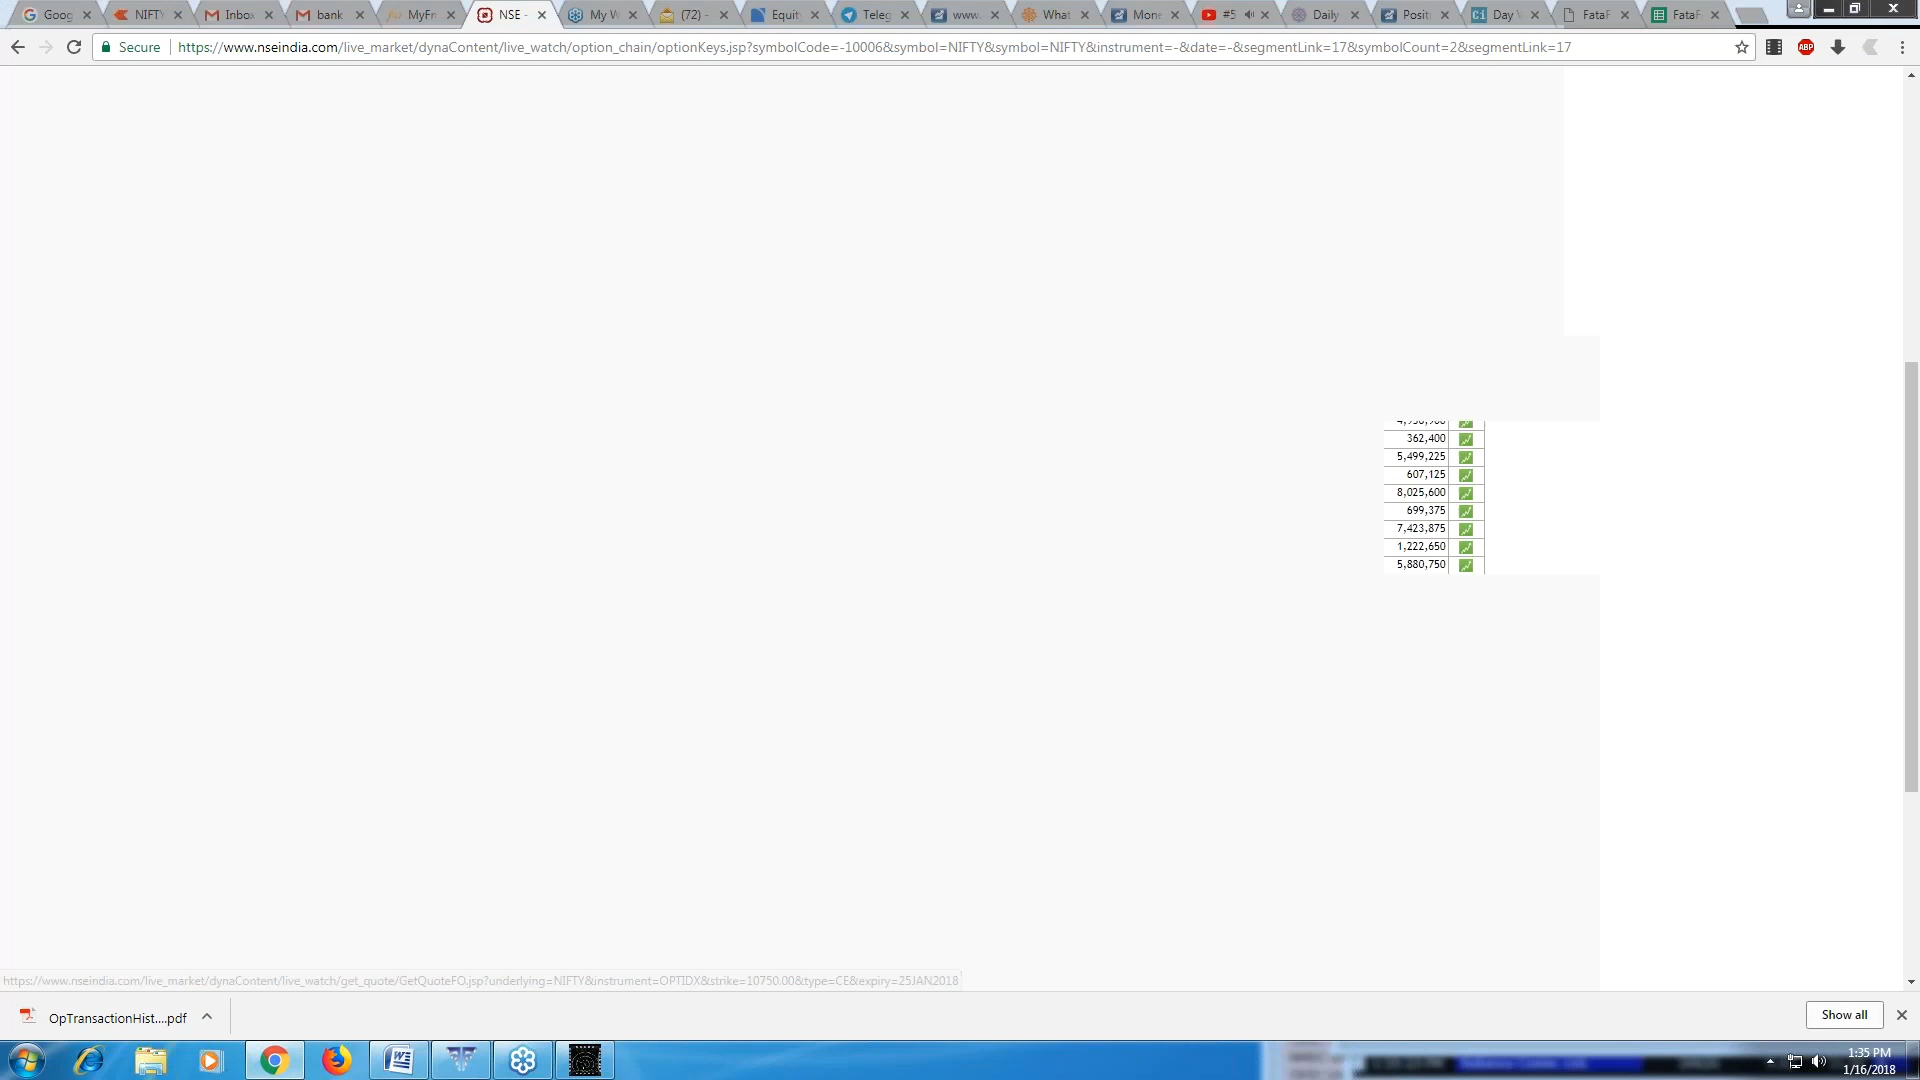 Goog NIFTY Inbo bank MyFr NSE - My W (72) - Equit Teleg www. What Mone #5 Daily Positi Day FataF FataF
Secure https://www.nseindia.com/live_market/dynaContent/live_watch/option_chain/optionKeys.jsp?symbolCode=-10006&symbol=NIFTY&symbol=NIFTY&instrument=-&date=-&segmentLink=17&symbolCount=2&segmentLink=17 ABP
362,400
5,499,225
607,125
8,025,600
699,375
7,423,875
1,222,650
5,880,750
https://www.nseindia.com/live_market/dynaContent/live_watch/get_quote/GetQuoteFO.jsp?underlying=NIFTY&instrument=OPTIDX&strike=10750.00&type=CE&expiry=25JAN2018
OpTransactionHist....pdf Show all
1:35 PM
1/16/2018